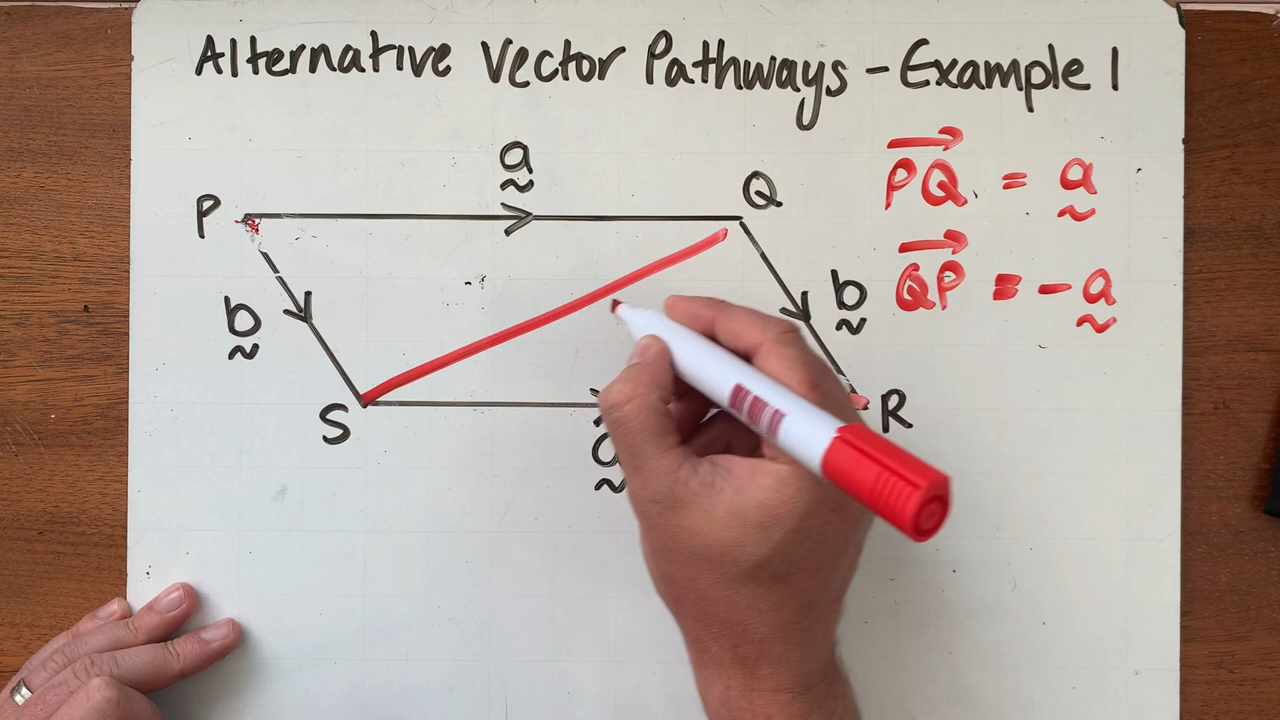 Alternative Vector Pathways - Example 1
a
P Q
PQ = a
b b
QP = -a
S R